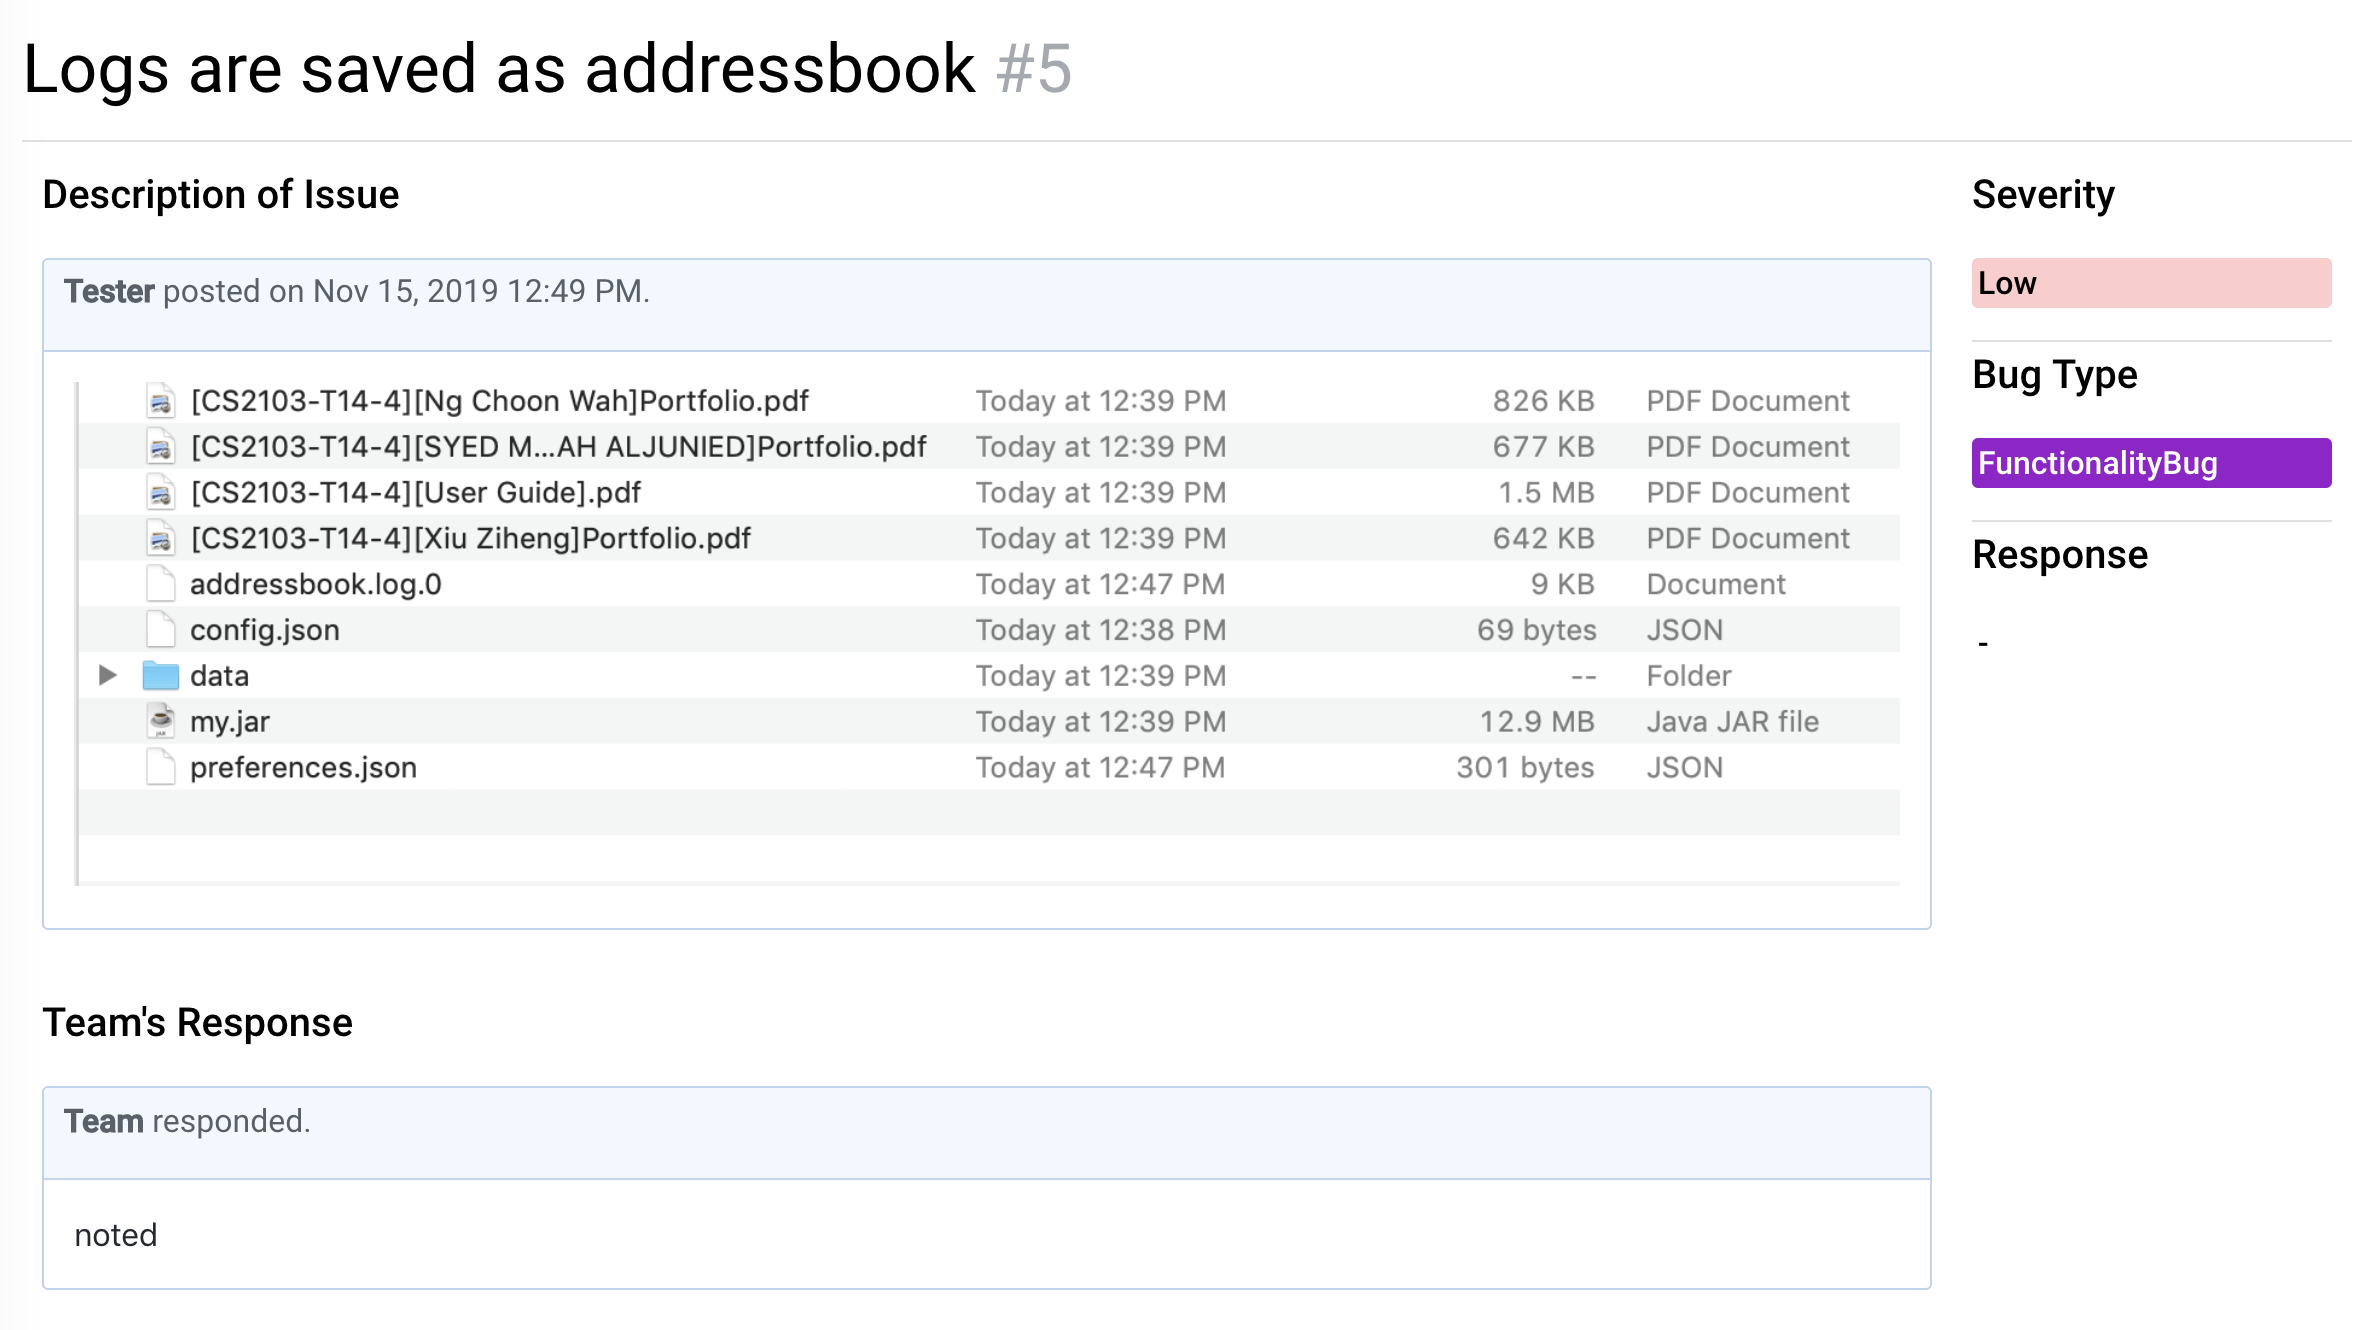 Logs are saved as addressbook #5
Description of Issue
Tester posted on Nov 15, 2019 12:49 PM.
[CS2103-T14-4][Ng Choon Wah]Portfolio.pdf Today at 12:39 PM 826 KB PDF Document
[CS2103-T14-4][SYED M...AH ALJUNIED]Portfolio.pdf Today at 12:39 PM 677 KB PDF Document
[CS2103-T14-4][User Guide].pdf Today at 12:39 PM 1.5 MB PDF Document
[CS2103-T14-4][Xiu Ziheng]Portfolio.pdf Today at 12:39 PM 642 KB PDF Document
addressbook.log.0 Today at 12:47 PM 9 KB Document
config.json Today at 12:38 PM 69 bytes JSON
data Today at 12:39 PM -- Folder
my.jar Today at 12:39 PM 12.9 MB Java JAR file
preferences.json Today at 12:47 PM 301 bytes JSON
Team's Response
Team responded.
noted
Severity
Low
Bug Type
FunctionalityBug
Response
-